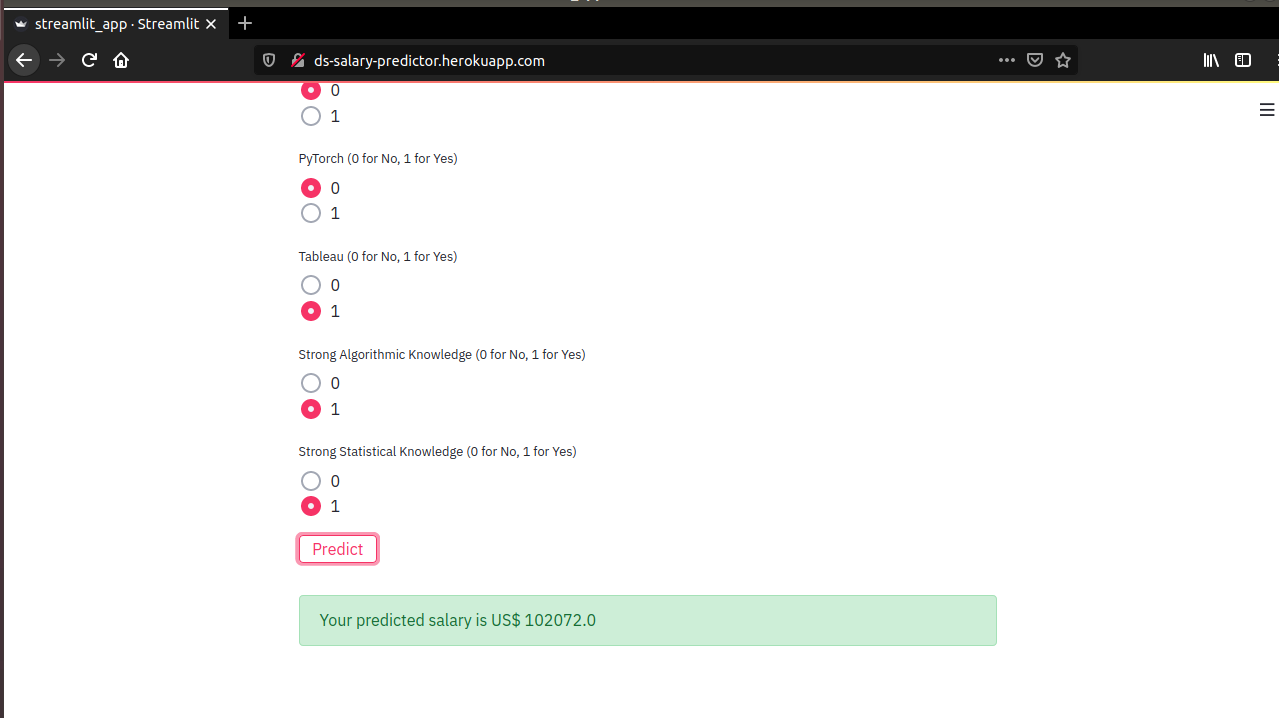 streamlit_app · Streamlit
ds-salary-predictor.herokuapp.com
0
1
PyTorch (0 for No, 1 for Yes)
0
1
Tableau (0 for No, 1 for Yes)
0
1
Strong Algorithmic Knowledge (0 for No, 1 for Yes)
0
1
Strong Statistical Knowledge (0 for No, 1 for Yes)
0
1
Predict
Your predicted salary is US$ 102072.0